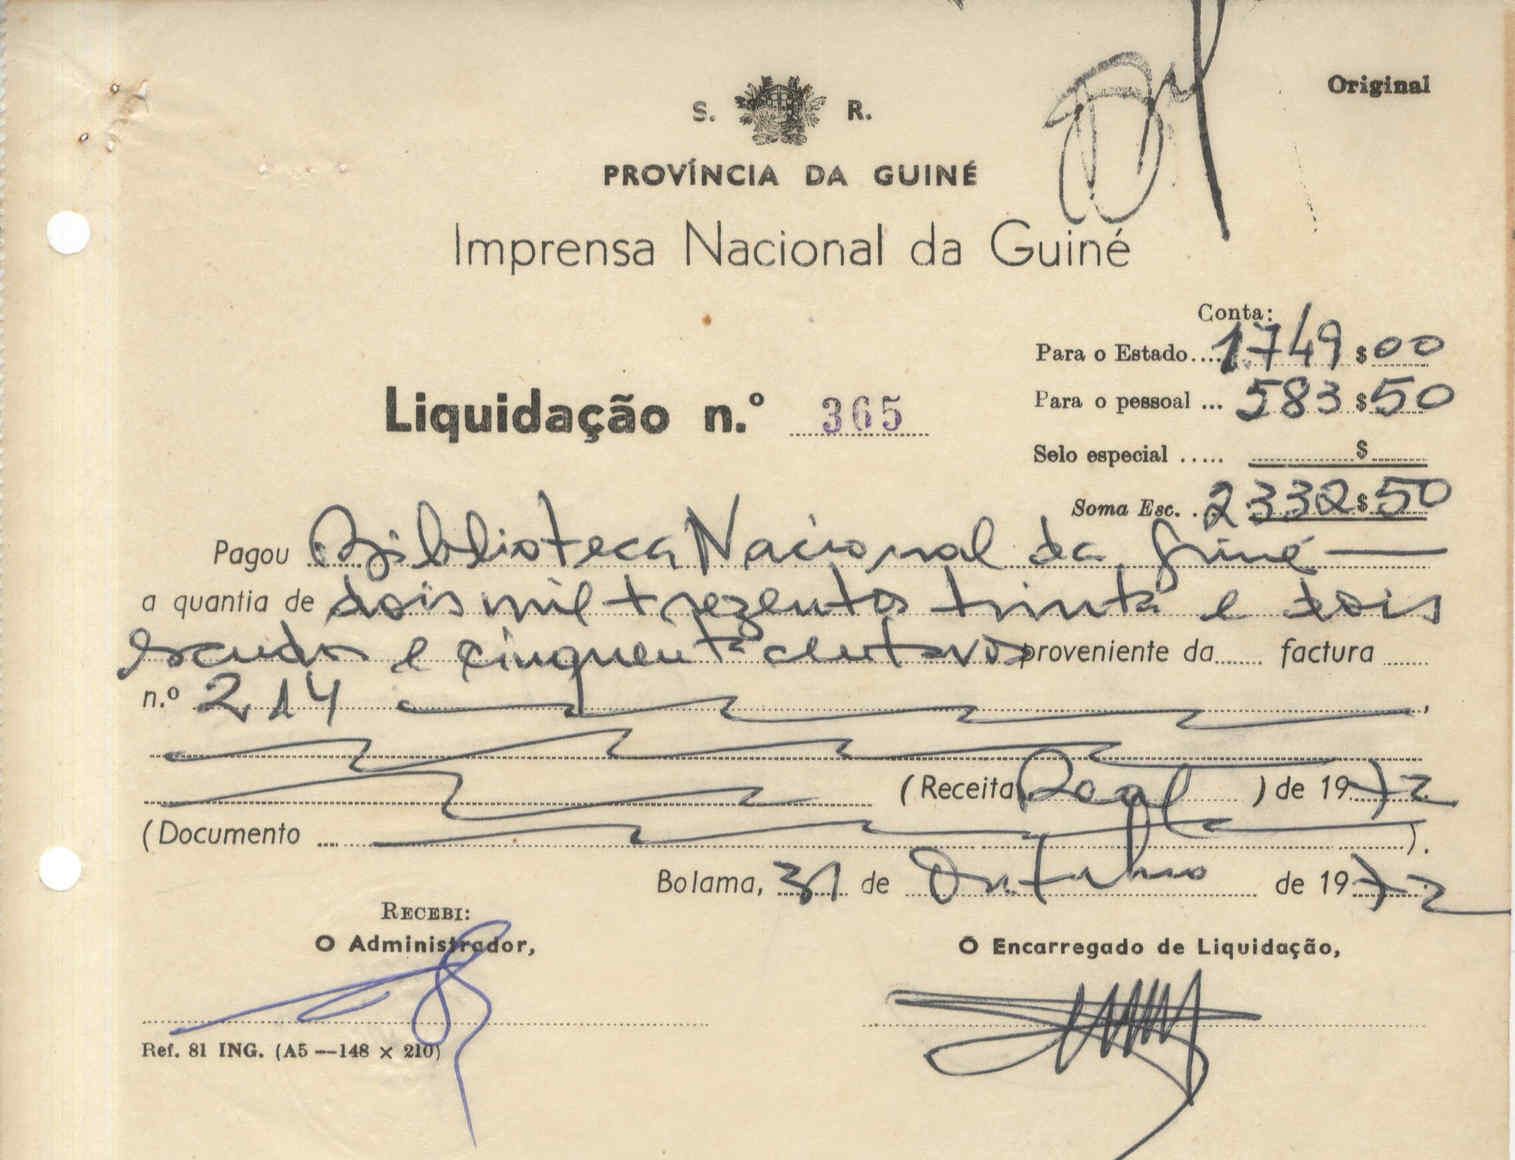 Original
S. R.
PROVÍNCIA DA GUINÉ
Imprensa Nacional da Guiné
Conta:
Para o Estado.... 1.749 $ 00
Liquidação n.º 365
Para o pessoal ... 583 $ 50
Selo especial ..... $
Soma Esc. .. 2332 $ 50
Pagou Biblioteca Nacional da Guiné
a quantia de dois mil trezentos trinta e dois
escudos e cinquenta centavos proveniente da...... factura ......
n.º 214
(Receita ) de 1972
(Documento ... ).
Bolama, 31 de Outubro de 1972
RECEBI:
O Administrador,
O Encarregado de Liquidação,
Ref. 81 ING. (A5 —148 × 210)